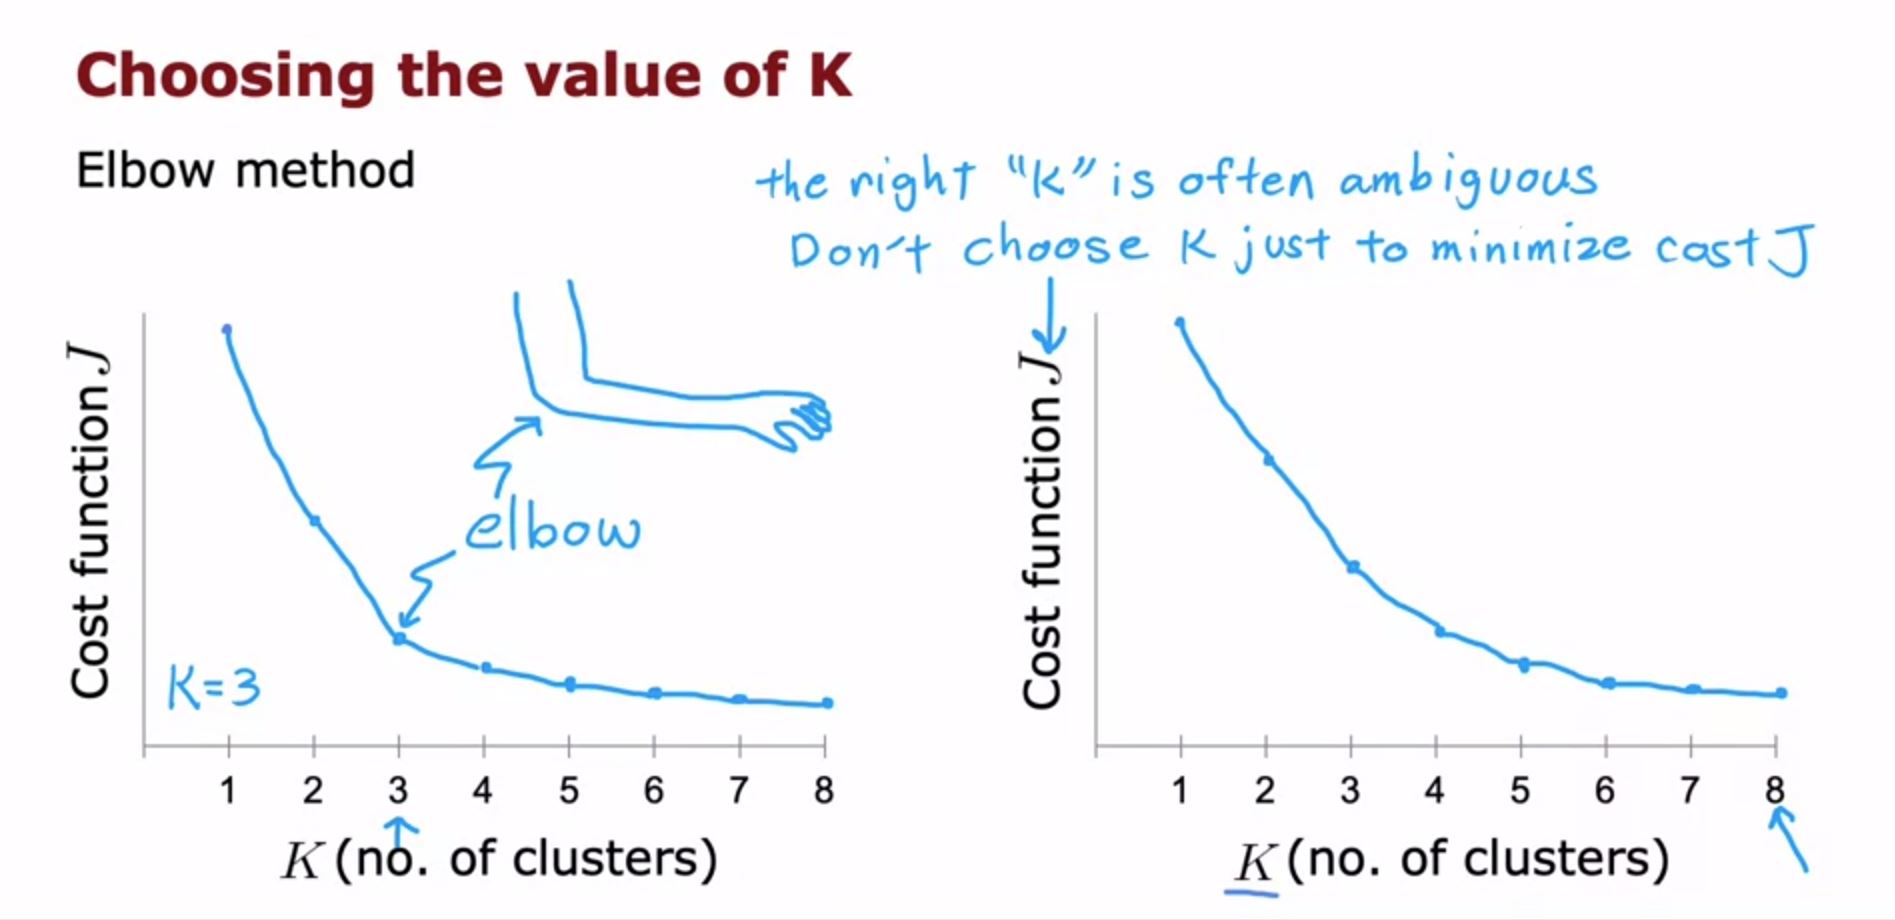 Choosing the value of K
Elbow method
the right "K" is often ambiguous
Don't choose K just to minimize cost J
Cost function J
elbow
K=3
1 2 3 4 5 6 7 8
K (no. of clusters)
Cost function J
1 2 3 4 5 6 7 8
K (no. of clusters)